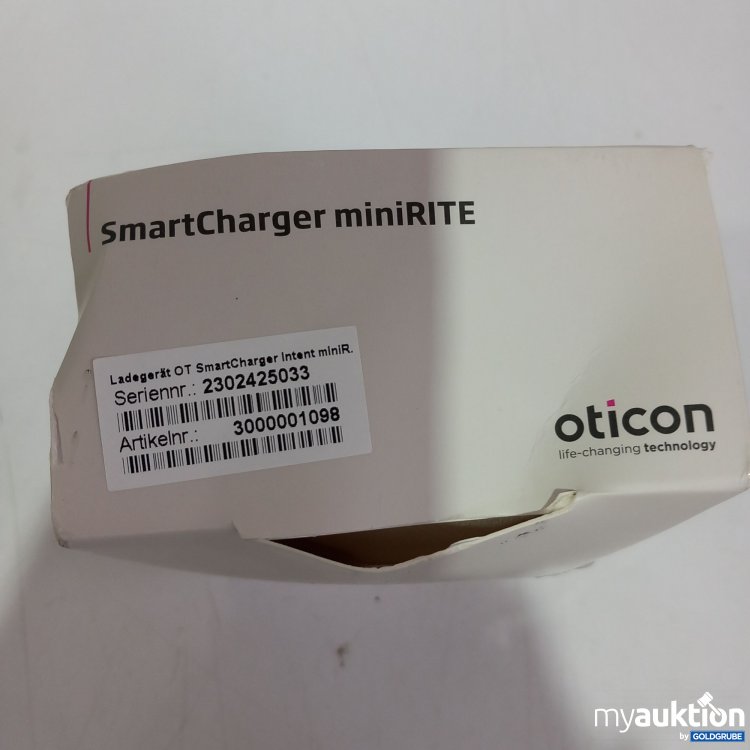 SmartCharger miniRITE
Ladegerät OT SmartCharger Intent miniR.
Seriennr.: 2302425033
Artikelnr.: 3000001098
oticon
life-changing technology
myauktion
by GOLDGRUBE